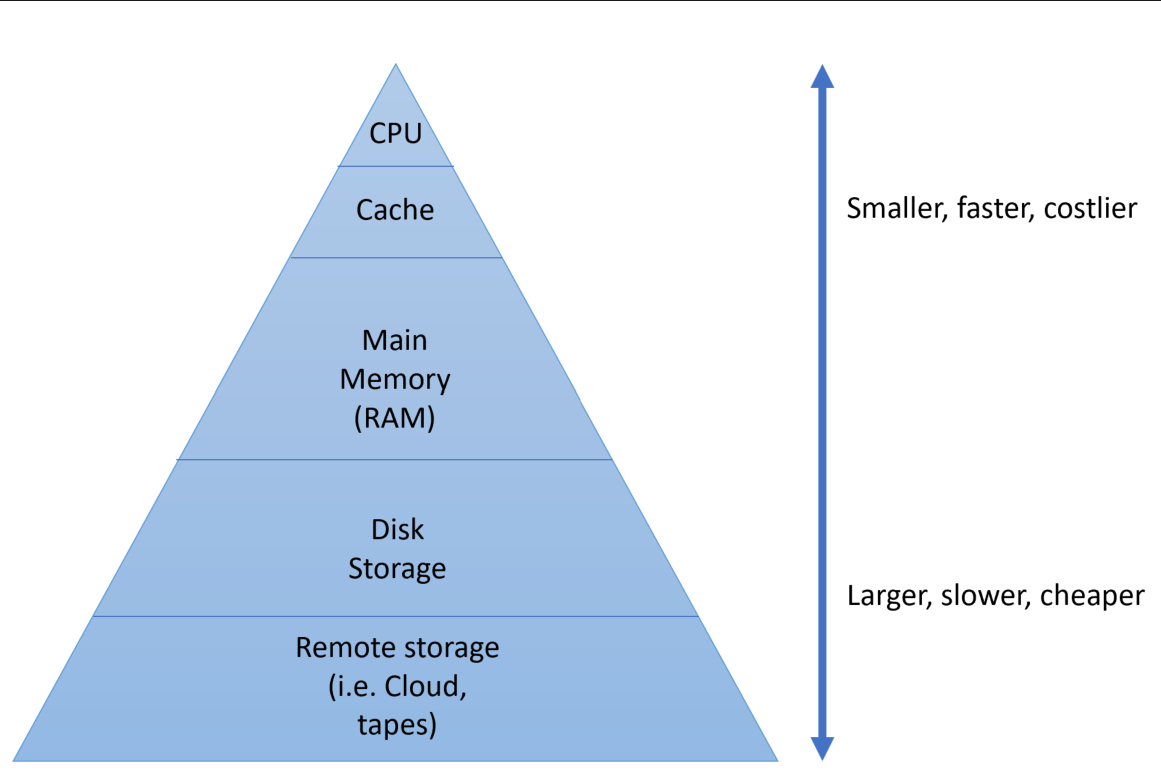 CPU
Cache
Main
Memory
(RAM)
Disk
Storage
Remote storage
(i.e. Cloud,
tapes)
Smaller, faster, costlier
Larger, slower, cheaper